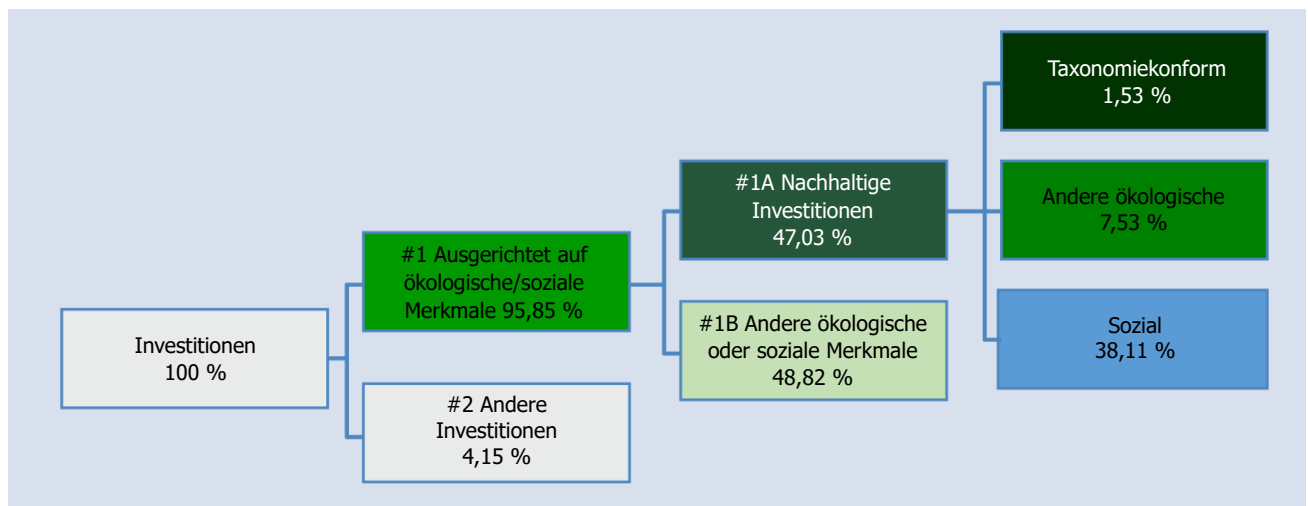 Investitionen
100 %
#1 Ausgerichtet auf
ökologische/soziale
Merkmale 95,85 %
#2 Andere
Investitionen
4,15 %
#1A Nachhaltige
Investitionen
47,03 %
#1B Andere ökologische
oder soziale Merkmale
48,82 %
Taxonomiekonform
1,53 %
Andere ökologische
7,53 %
Sozial
38,11 %